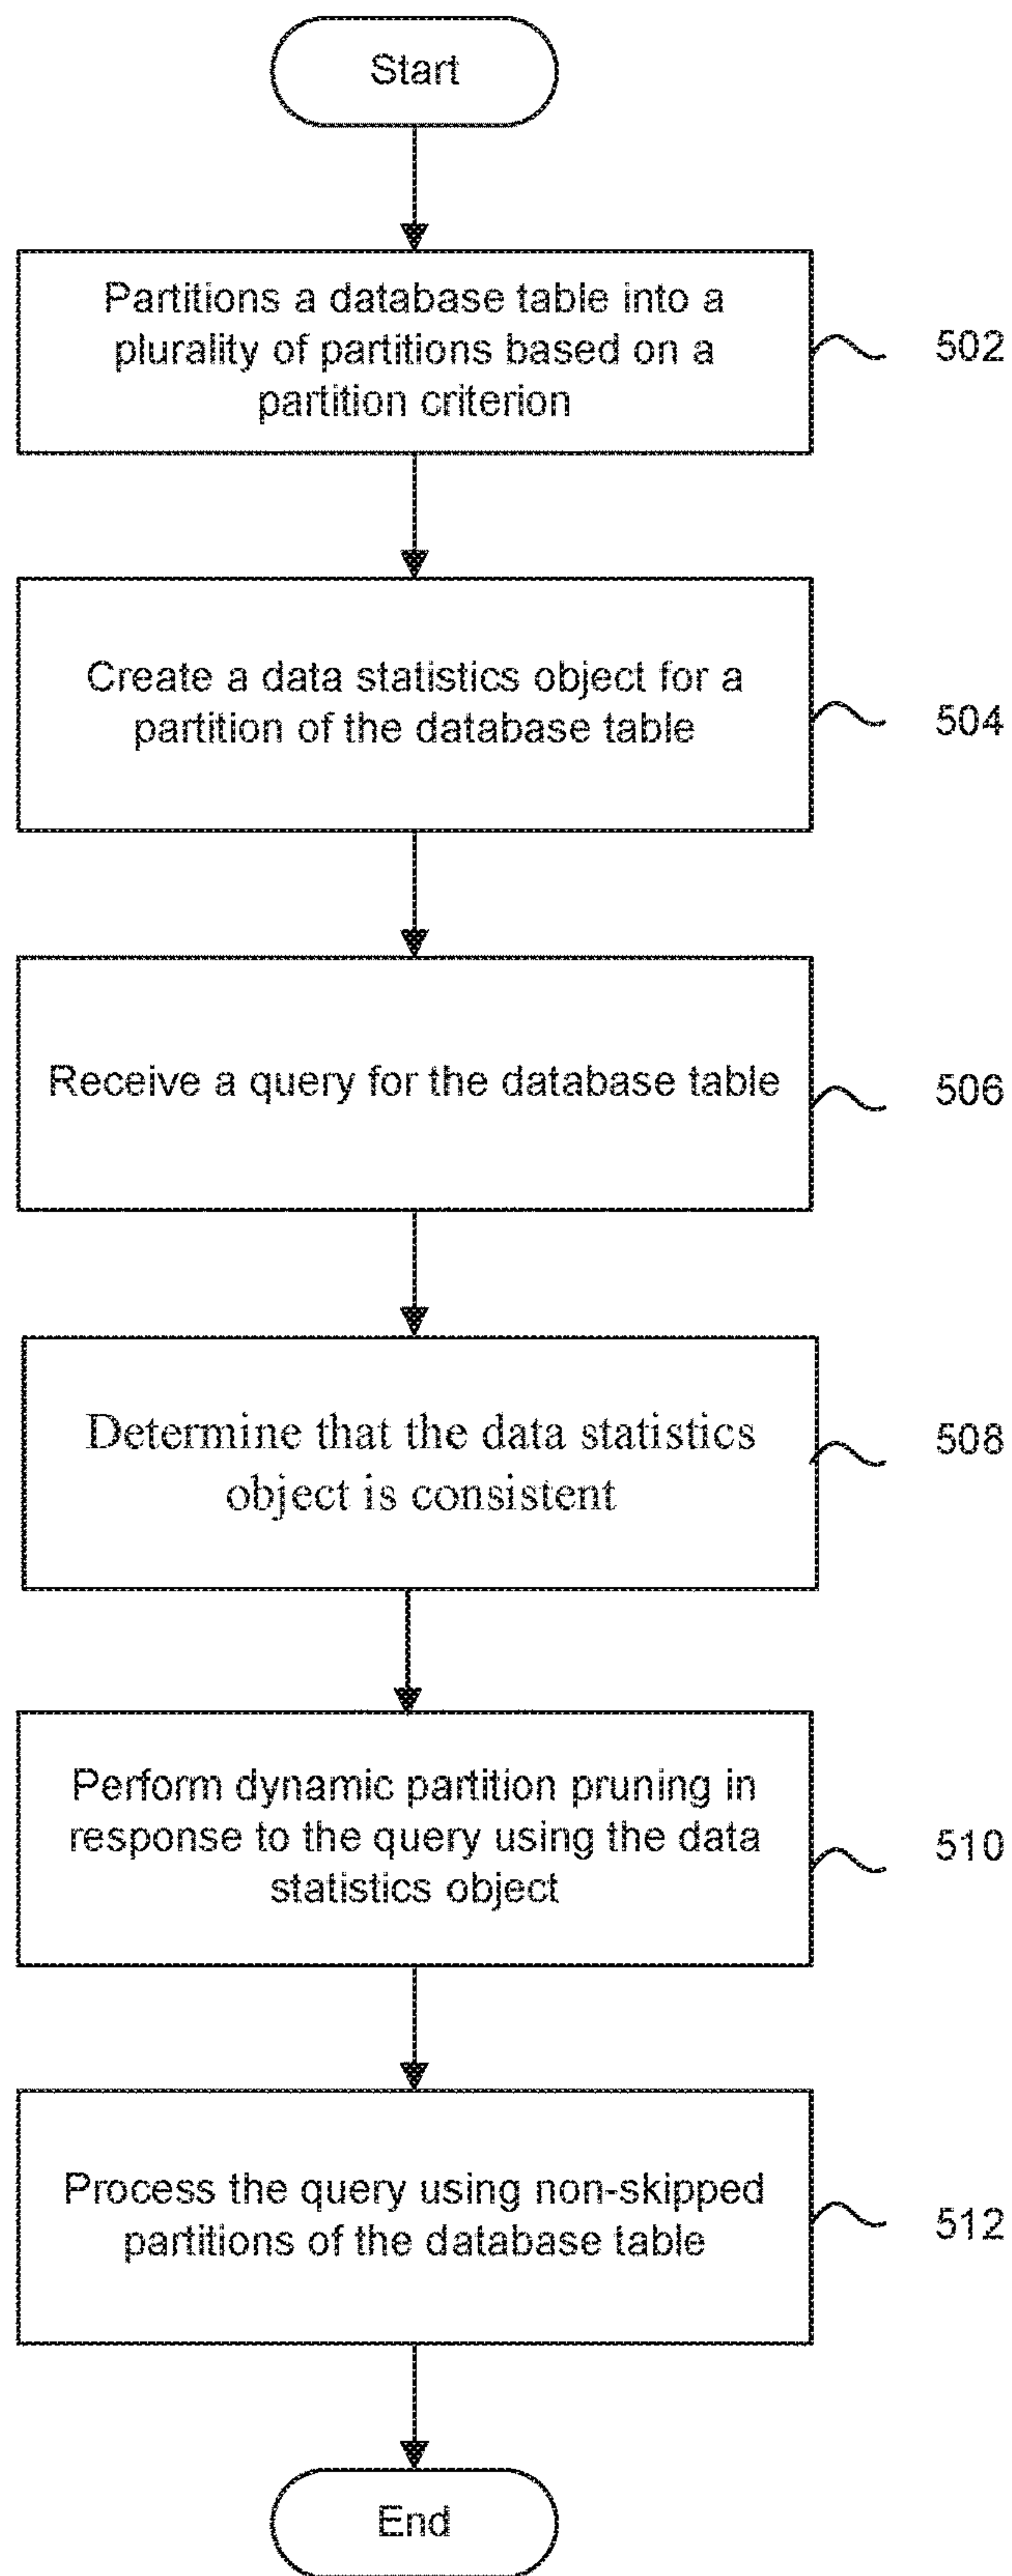 Start
Partitions a database table into a
plurality of partitions based on a
partition criterion
502
Create a data statistics object for a
partition of the database table
504
Receive a query for the database table
506
Determine that the data statistics
object is consistent
508
Perform dynamic partition pruning in
response to the query using the data
statistics object
510
Process the query using non-skipped
partitions of the database table
512
End